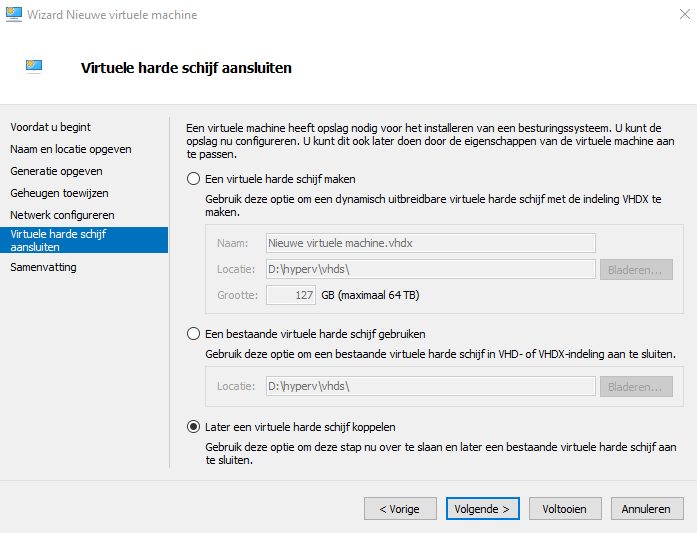 Wizard Nieuwe virtuele machine
Virtuele harde schijf aansluiten
Voordat u begint
Naam en locatie opgeven
Generatie opgeven
Geheugen toewijzen
Netwerk configureren
Virtuele harde schijf
aansluiten
Samenvatting
Een virtuele machine heeft opslag nodig voor het installeren van een besturingssysteem. U kunt de
opslag nu configureren. U kunt dit ook later doen door de eigenschappen van de virtuele machine aan
te passen.
Een virtuele harde schijf maken
Gebruik deze optie om een dynamisch uitbreidbare virtuele harde schijf met de indeling VHDX te
maken.
Naam: Nieuwe virtuele machine.vhdx
Locatie: D:\hyperv\vhds\ Bladeren...
Grootte: 127 GB (maximaal 64 TB)
Een bestaande virtuele harde schijf gebruiken
Gebruik deze optie om een bestaande virtuele harde schijf in VHD- of VHDX-indeling aan te sluiten.
Locatie: D:\hyperv\vhds\ Bladeren...
Later een virtuele harde schijf koppelen
Gebruik deze optie om deze stap nu over te slaan en later een bestaande virtuele harde schijf aan
te sluiten.
< Vorige Volgende > Voltooien Annuleren